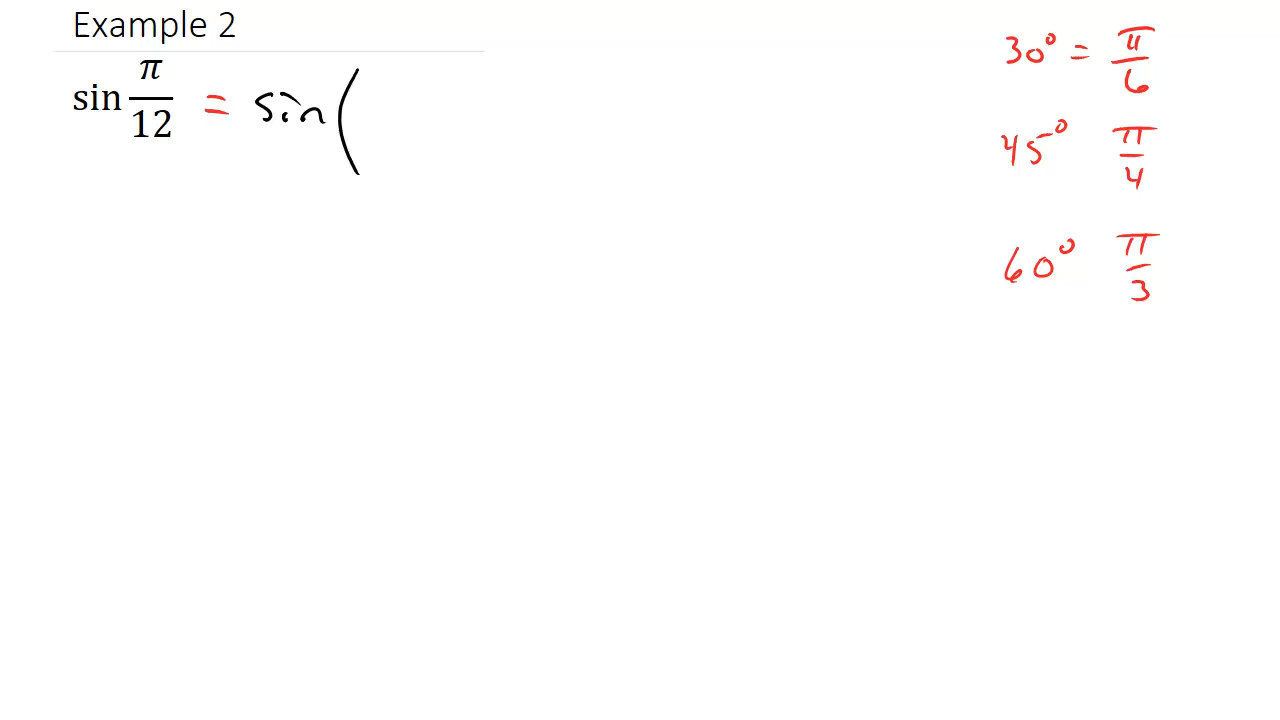 Example 2
sin π/12 = sin(
30° = π/6
45° π/4
60° π/3